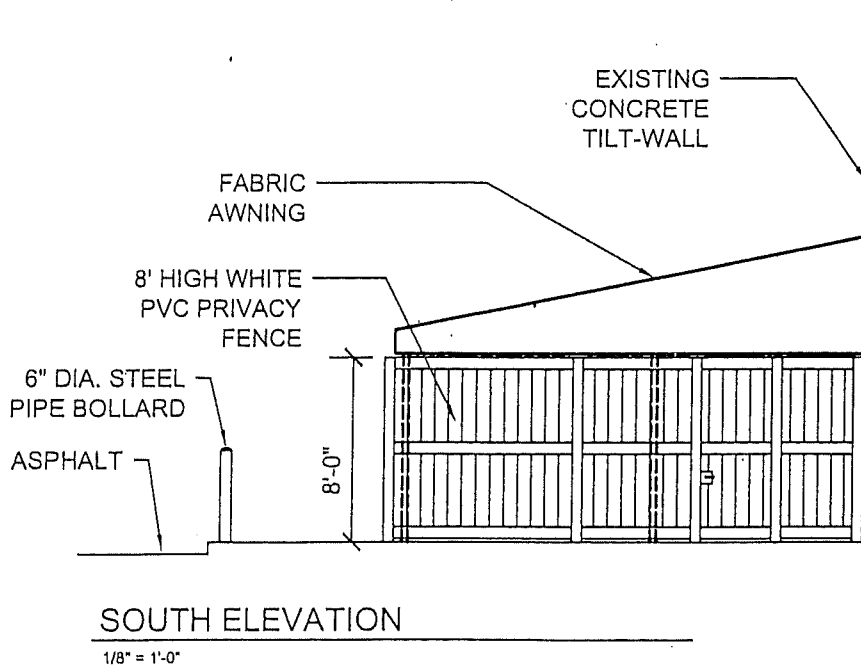 EXISTING
CONCRETE
TILT-WALL
FABRIC
AWNING
8' HIGH WHITE
PVC PRIVACY
FENCE
6" DIA. STEEL
PIPE BOLLARD
ASPHALT
8'-0"
SOUTH ELEVATION
1/8" = 1'-0"